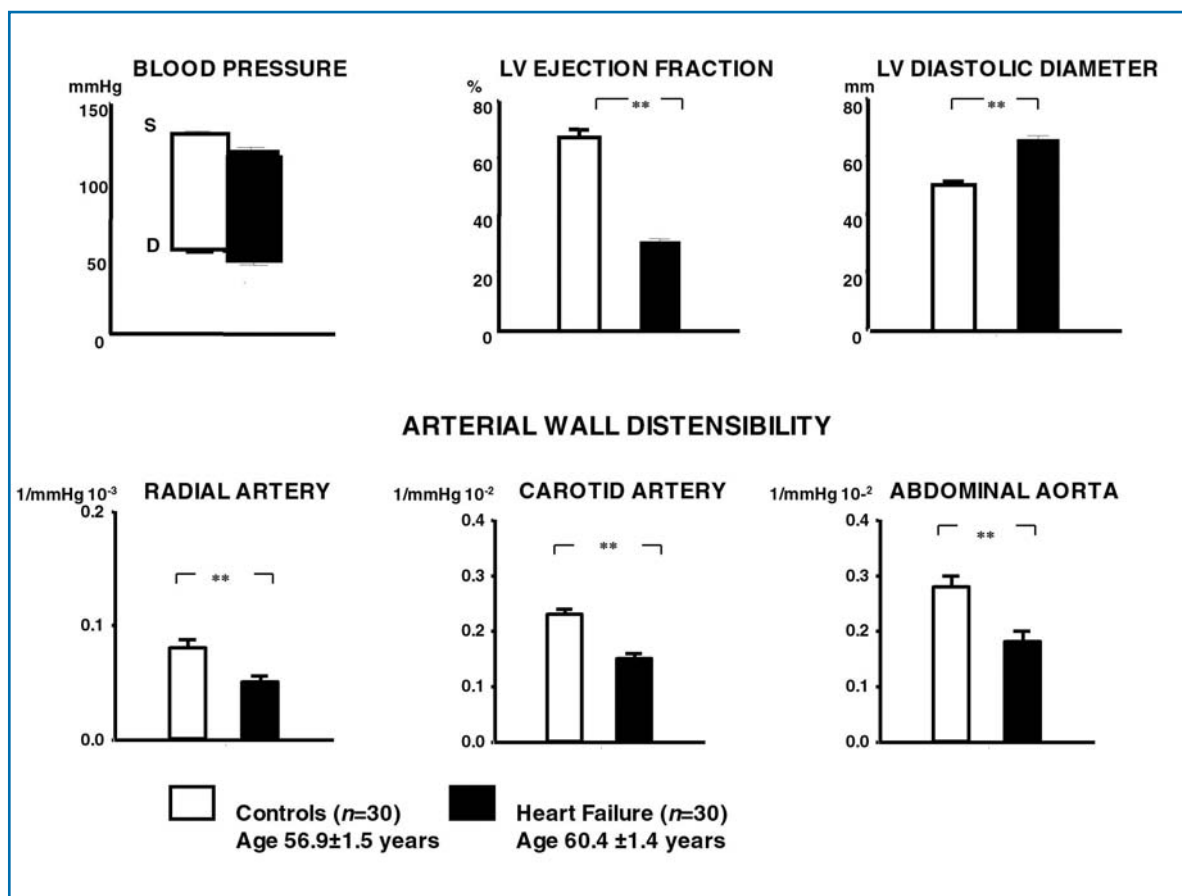 BLOOD PRESSURE
mmHg
150
S
100
D
50
0
LV EJECTION FRACTION
%
80
**
60
40
20
0
LV DIASTOLIC DIAMETER
mm
80
**
60
40
20
0
ARTERIAL WALL DISTENSIBILITY
1/mmHg 10-3 RADIAL ARTERY
0.2
**
0.1
0.0
1/mmHg 10-2 CAROTID ARTERY
0.4
**
0.3
0.2
0.1
0.0
1/mmHg 10-2 ABDOMINAL AORTA
0.4
**
0.3
0.2
0.1
0.0
Controls (n=30)
Age 56.9±1.5 years
Heart Failure (n=30)
Age 60.4 ±1.4 years